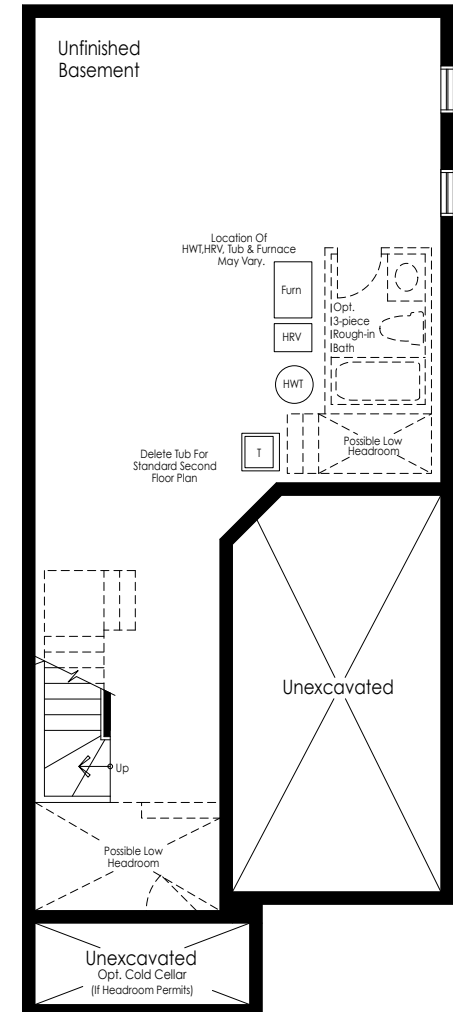 Unfinished
Basement
Location Of
HWT,HRV, Tub & Furnace
May Vary.
Furn
Opt.
3-piece
Rough-in
Bath
HRV
HWT
T
Possible Low
Headroom
Delete Tub For
Standard Second
Floor Plan
Unexcavated
Up
Possible Low
Headroom
Unexcavated
Opt. Cold Cellar
(If Headroom Permits)